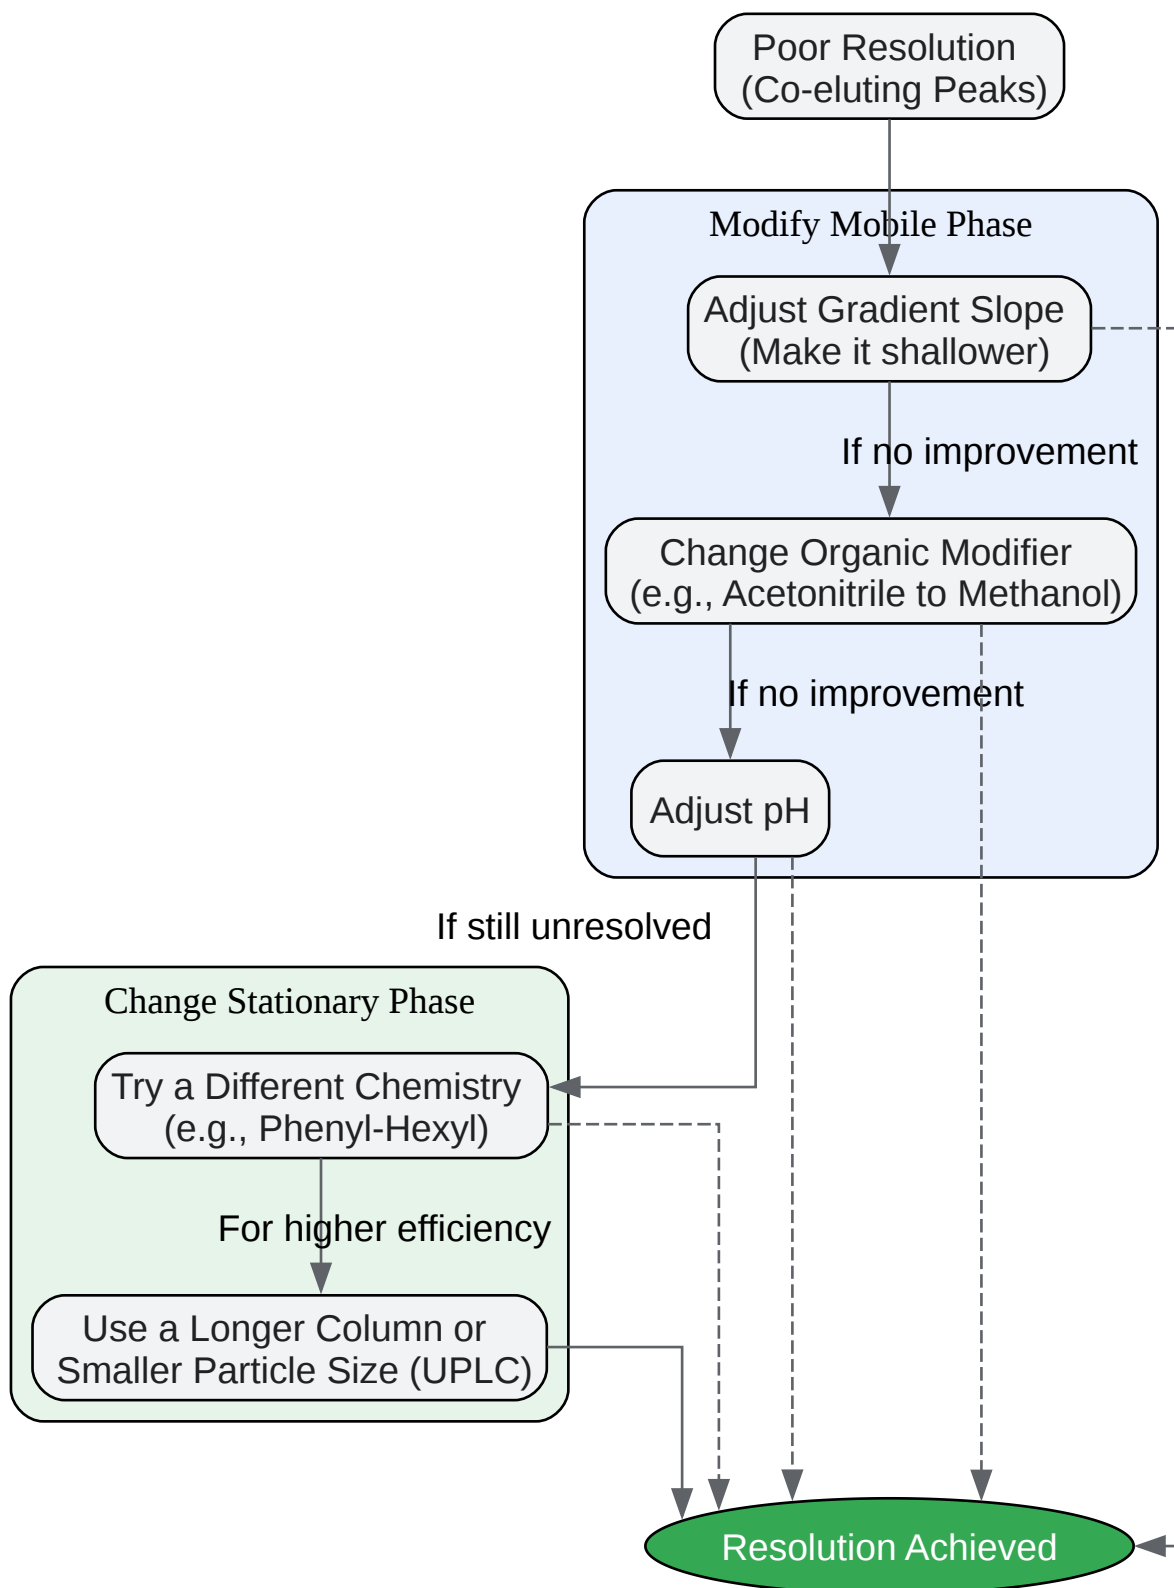 Poor Resolution
(Co-eluting Peaks)
Modify Mobile Phase
Adjust Gradient Slope
(Make it shallower)
If no improvement
Change Organic Modifier
(e.g., Acetonitrile to Methanol)
If no improvement
Adjust pH
If still unresolved
Change Stationary Phase
Try a Different Chemistry
(e.g., Phenyl-Hexyl)
For higher efficiency
Use a Longer Column or
Smaller Particle Size (UPLC)
Resolution Achieved